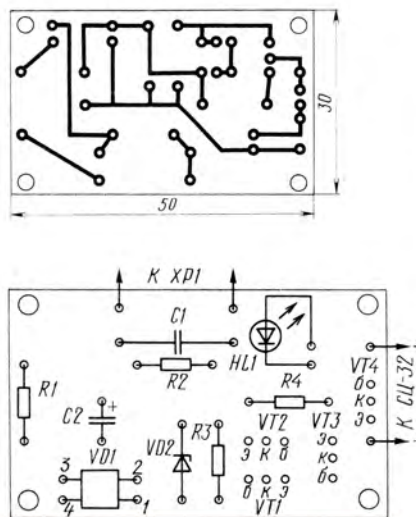 30
50
К XP1
C1
R2
HL1
R1
R4
VT4
б
к
э
К СЦ-32
C2 +
VD2
R3
VT2
э к б
VT3
э
к
б
3 2
VD1
4 1
б к э
VT1